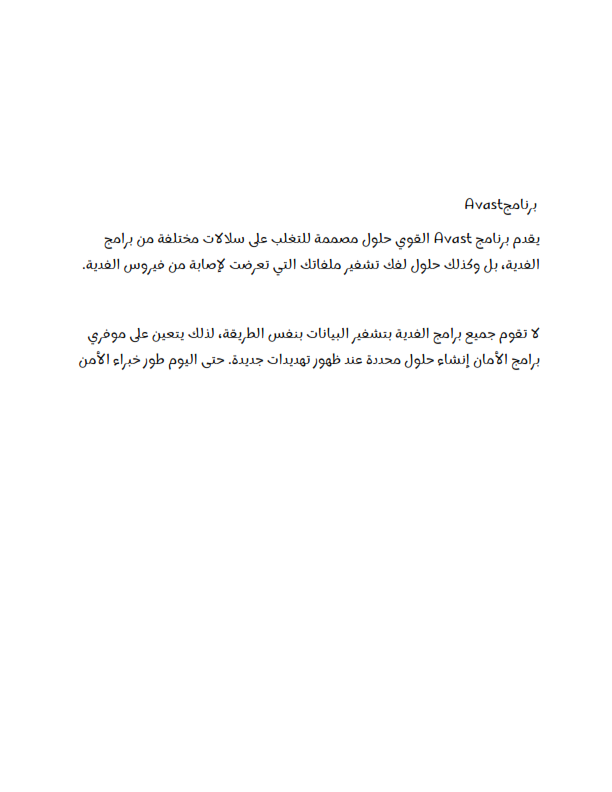 برنامجAvast
يقدم برنامج Avast القوي حلول مصممة للتغلب على سلالات مختلفة من برامج
الفدية، بل وكذلك حلول لفك تشفير ملفاتك التي تعرضت لإصابة من فيروس الفدية.
لا تقوم جميع برامج الفدية بتشفير البيانات بنفس الطريقة، لذلك يتعين على موفري
برامج الأمان إنشاء حلول محددة عند ظهور تهديدات جديدة. حتى اليوم طور خبراء الأمن